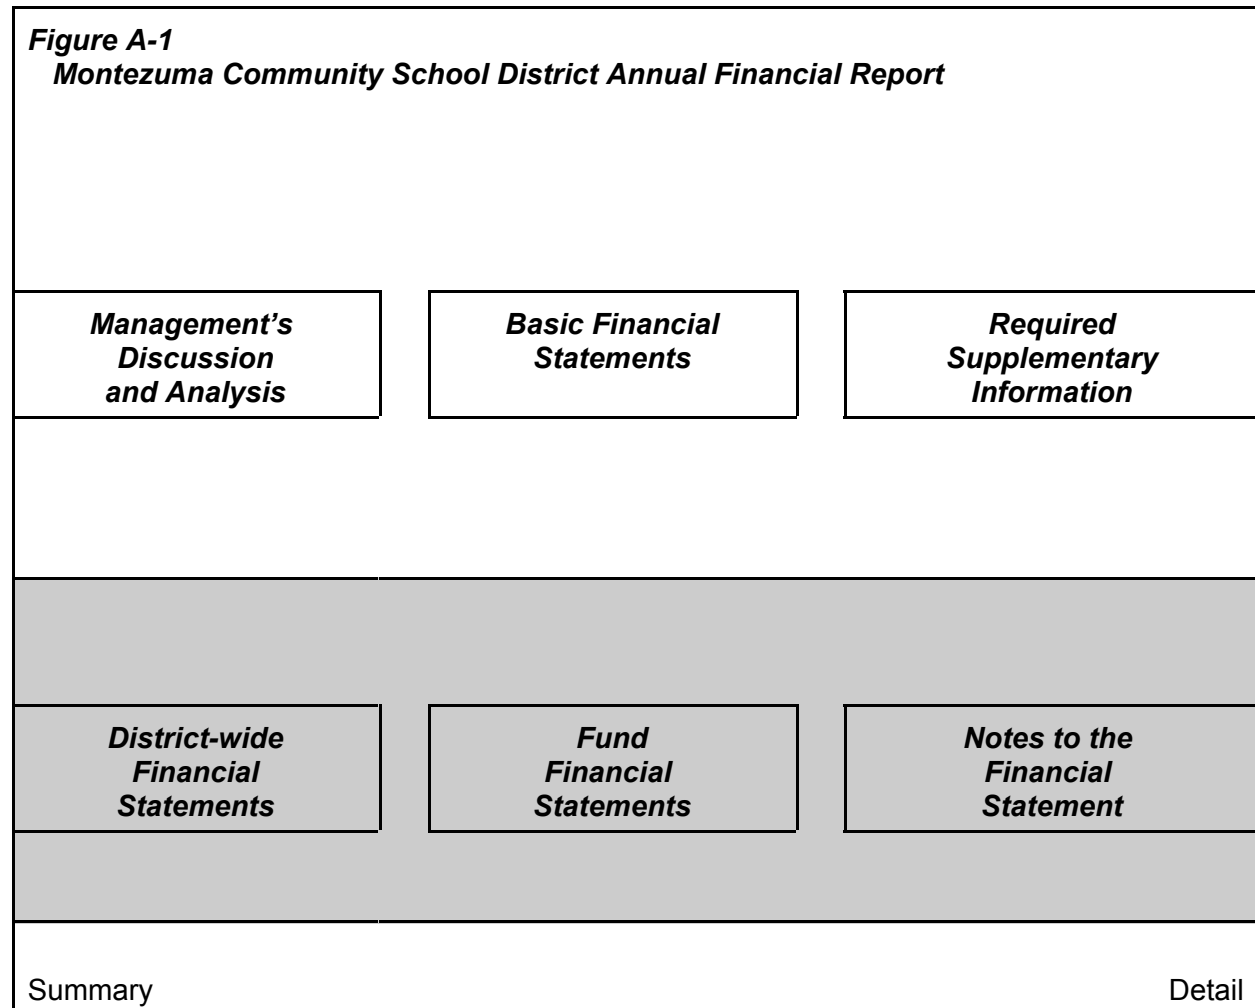 Figure A-1
Montezuma Community School District Annual Financial Report
Management’s
Discussion
and Analysis
Basic Financial
Statements
Required
Supplementary
Information
District-wide
Financial
Statements
Fund
Financial
Statements
Notes to the
Financial
Statement
Summary
Detail